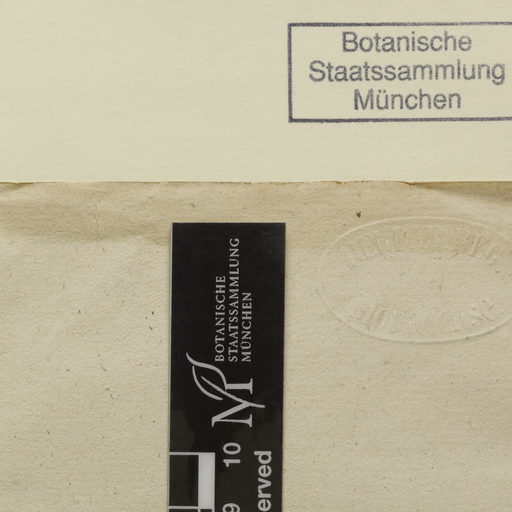 Botanische
Staatssammlung
München
BOTANISCHE
STAATSSAMMLUNG
MÜNCHEN
M
9 10
erved